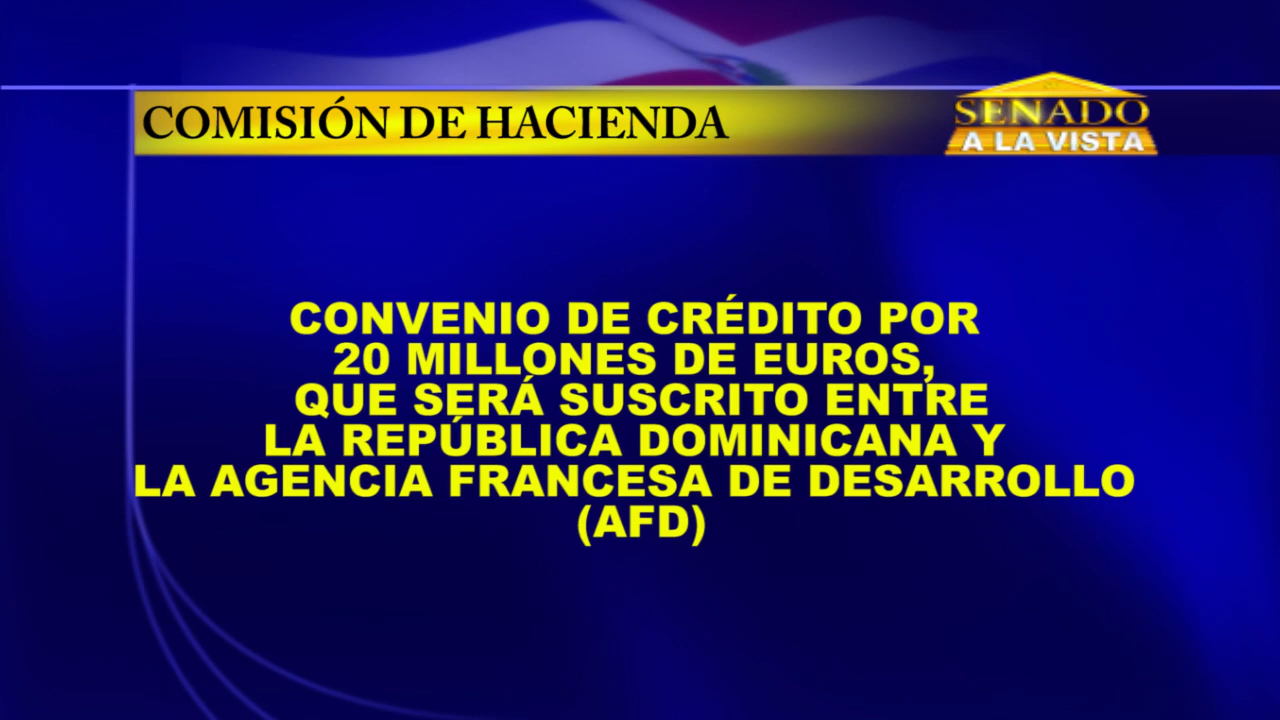 COMISIÓN DE HACIENDA
SENADO
A LA VISTA
CONVENIO DE CRÉDITO POR
20 MILLONES DE EUROS,
QUE SERÁ SUSCRITO ENTRE
LA REPÚBLICA DOMINICANA Y
LA AGENCIA FRANCESA DE DESARROLLO
(AFD)